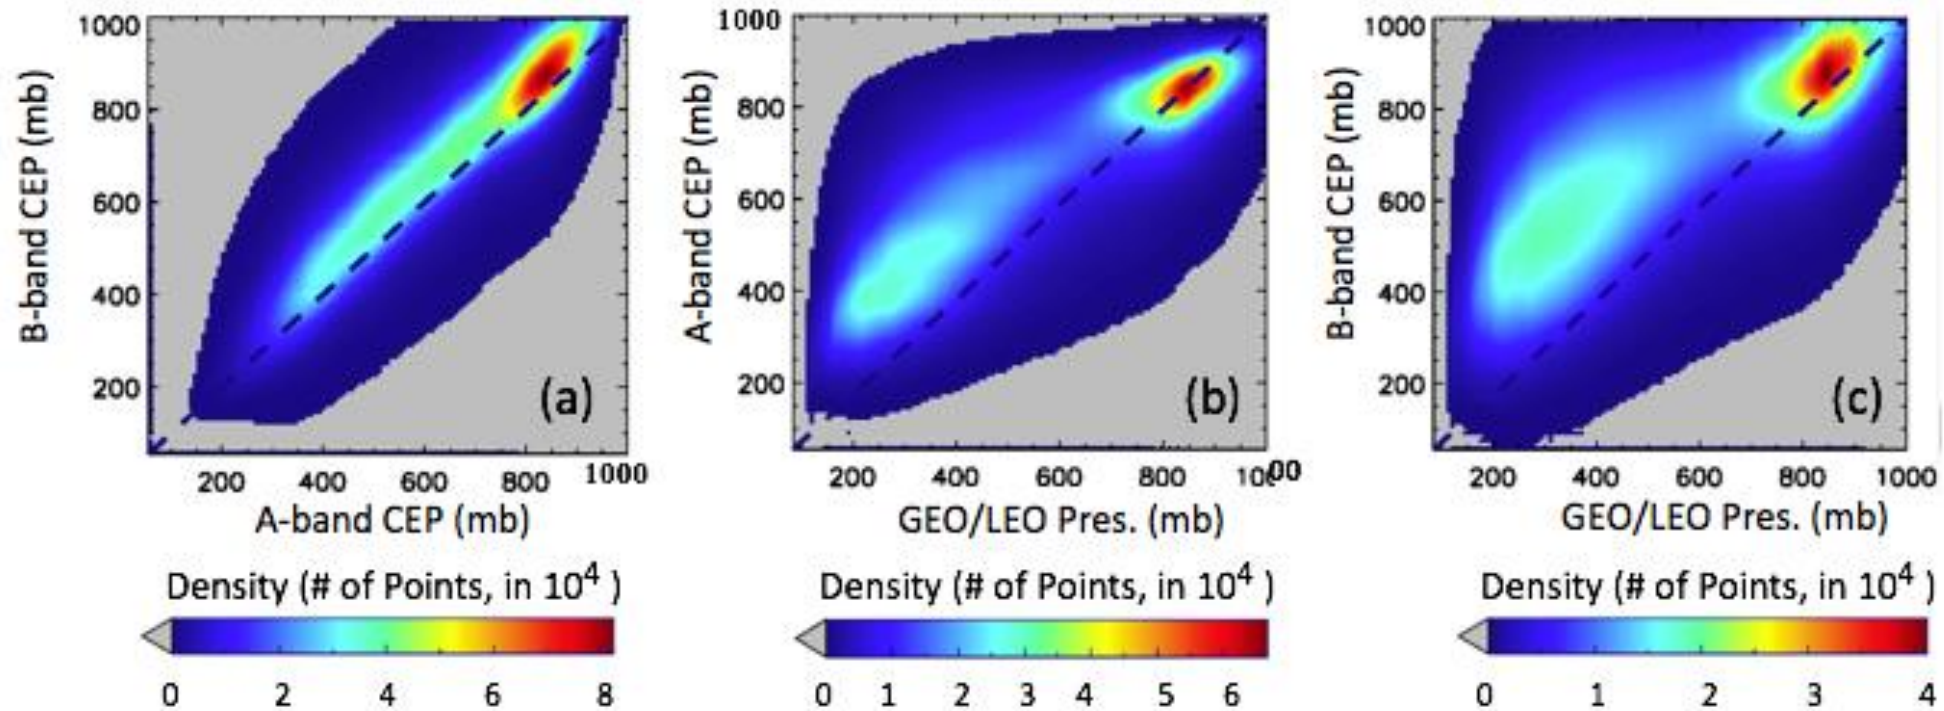 B-band CEP (mb)
1000
800
600
400
200
(a)
200 400 600 800 1000
A-band CEP (mb)
Density (# of Points, in 10⁴ )
0 2 4 6 8
A-band CEP (mb)
1000
800
600
400
200
(b)
200 400 600 800 1000
GEO/LEO Pres. (mb)
Density (# of Points, in 10⁴ )
0 1 2 3 4 5 6
B-band CEP (mb)
1000
800
600
400
200
(c)
200 400 600 800 1000
GEO/LEO Pres. (mb)
Density (# of Points, in 10⁴ )
0 1 2 3 4